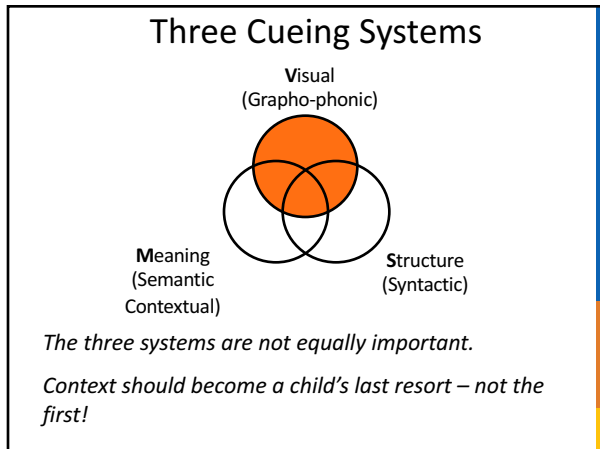 Three Cueing Systems
Visual
(Grapho-phonic)
Meaning
(Semantic
Contextual)
Structure
(Syntactic)
The three systems are not equally important.
Context should become a child’s last resort – not the
first!